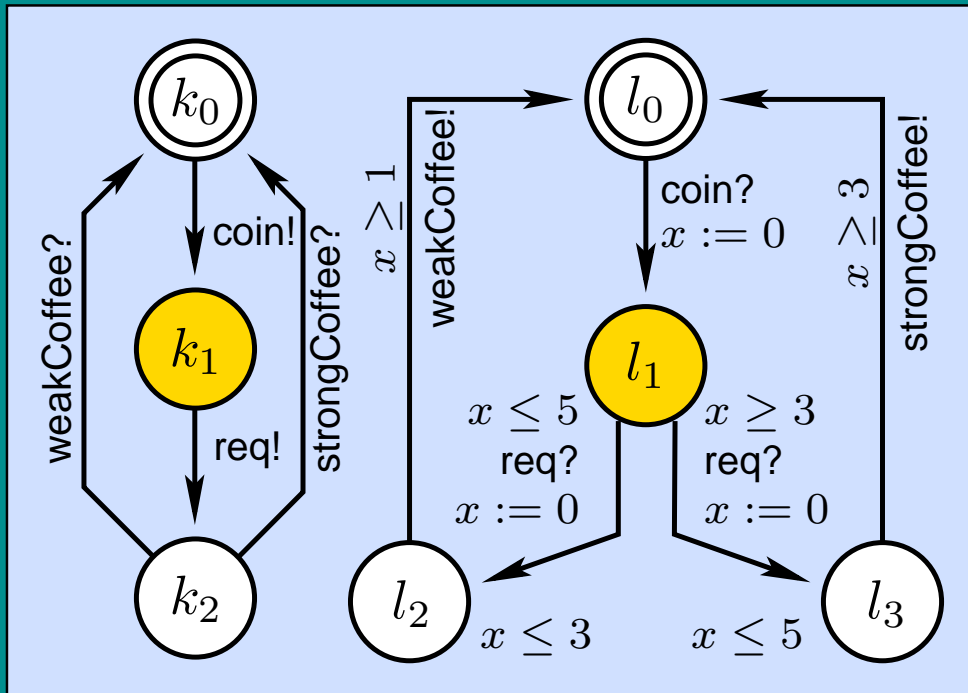 k₀
coin!
weakCoffee?
strongCoffee?
k₁
req!
k₂
l₀
x ≥ 1
weakCoffee!
coin?
x := 0
x ≥ 3
strongCoffee!
l₁
x ≤ 5
req?
x := 0
x ≥ 3
req?
x := 0
l₂
x ≤ 3
x ≤ 5
l₃